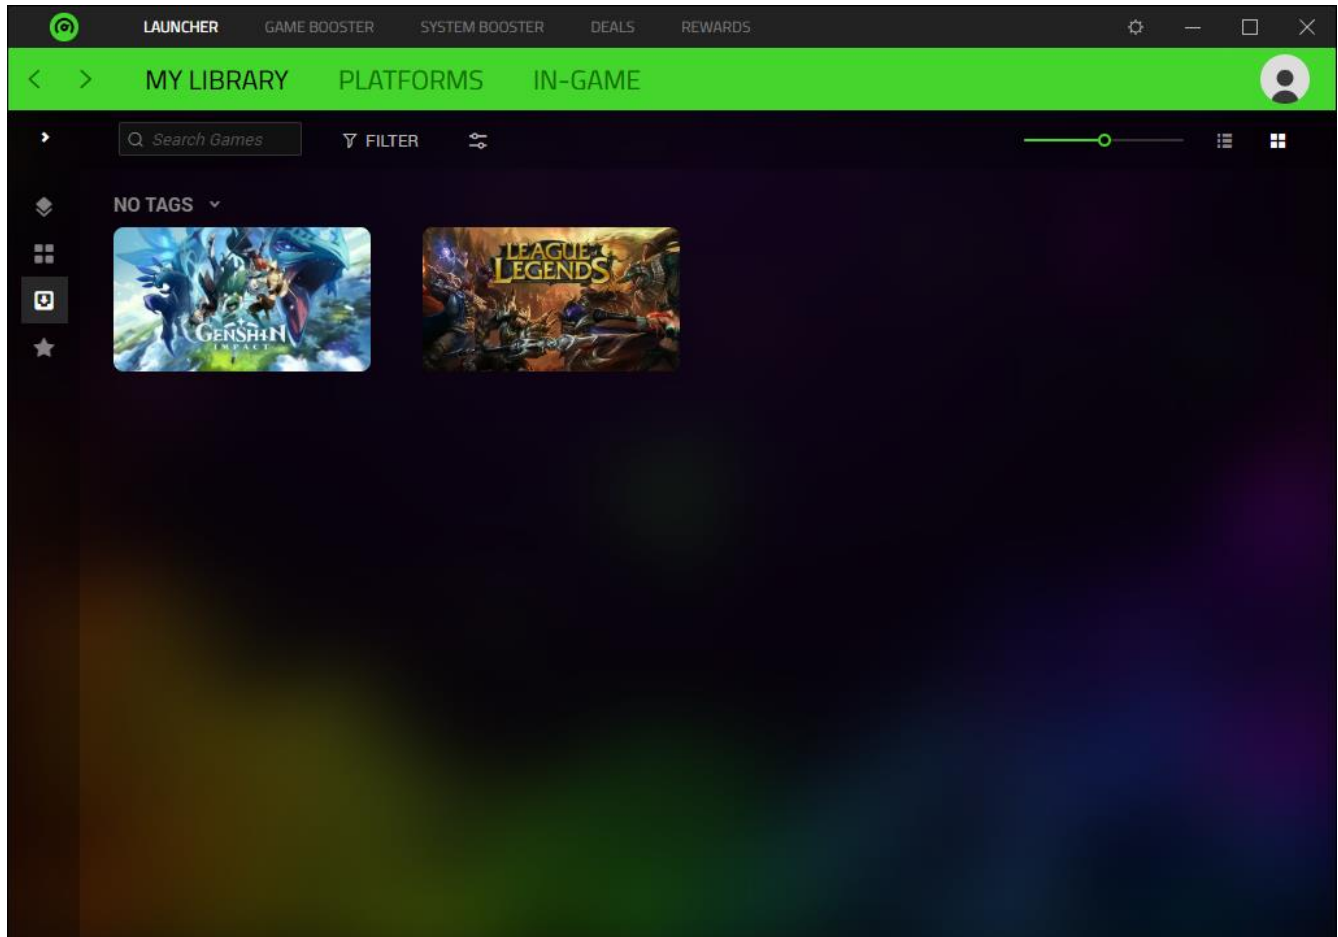 LAUNCHER GAME BOOSTER SYSTEM BOOSTER DEALS REWARDS
MY LIBRARY PLATFORMS IN-GAME
Search Games FILTER
NO TAGS
GENSHIN
IMPACT
LEAGUE
LEGENDS